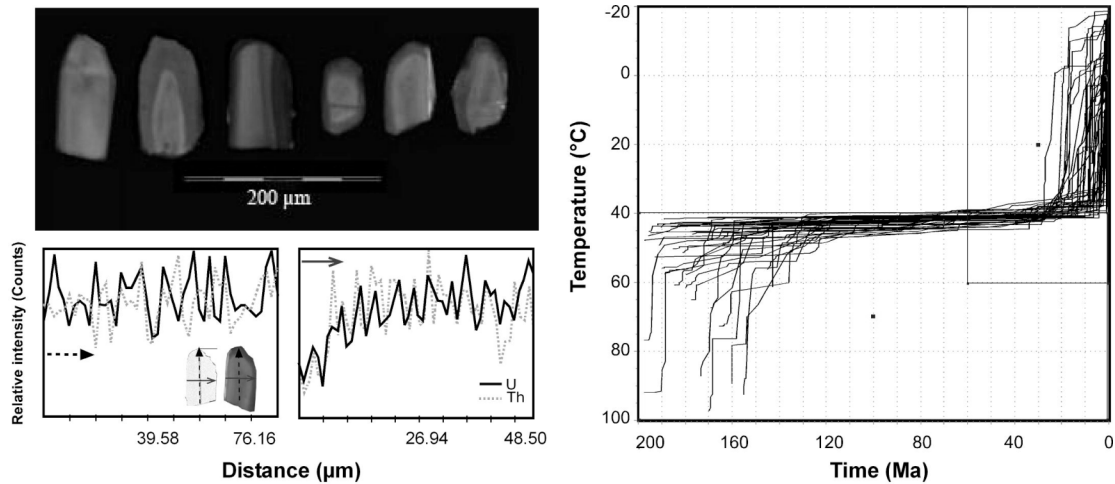 200 µm
Relative intensity (Counts)
U
Th
39.58 76.16
26.94 48.50
Distance (µm)
-20
0
20
40
60
80
100
Temperature (°C)
200 160 120 80 40 0
Time (Ma)